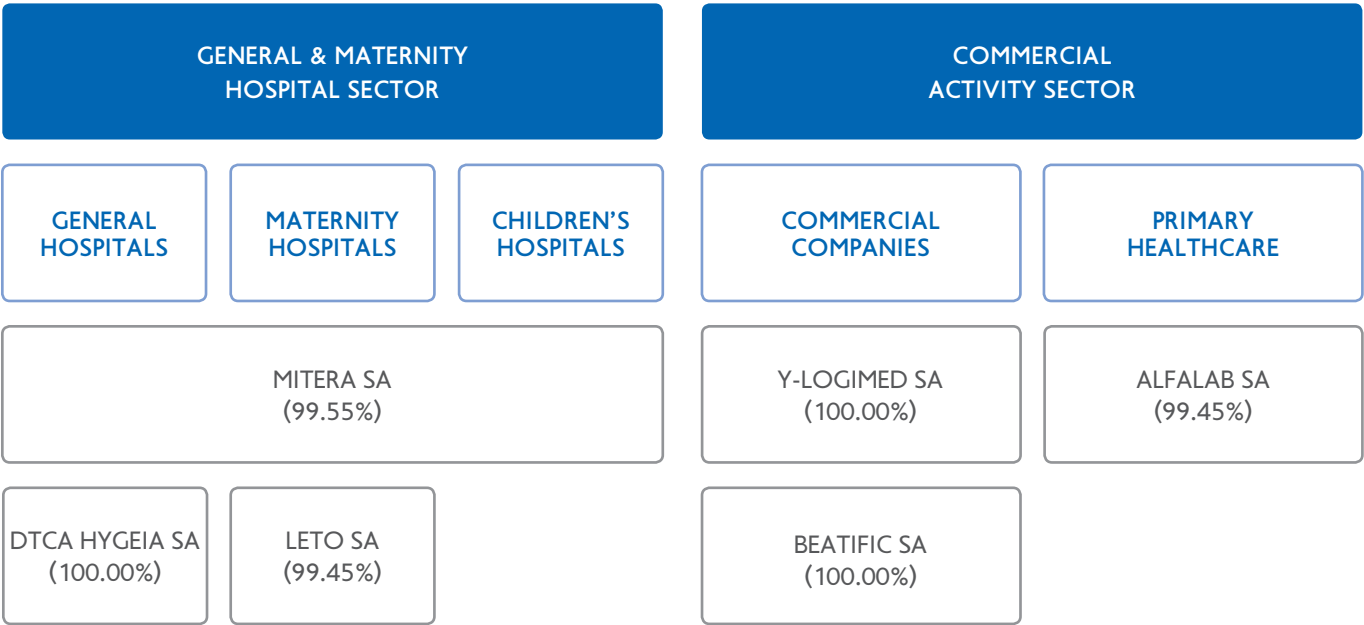 GENERAL & MATERNITY
HOSPITAL SECTOR
COMMERCIAL
ACTIVITY SECTOR
GENERAL
HOSPITALS
MATERNITY
HOSPITALS
CHILDREN’S
HOSPITALS
COMMERCIAL
COMPANIES
PRIMARY
HEALTHCARE
MITERA SA
(99.55%)
Y-LOGIMED SA
(100.00%)
ALFALAB SA
(99.45%)
DTCA HYGEIA SA
(100.00%)
LETO SA
(99.45%)
BEATIFIC SA
(100.00%)